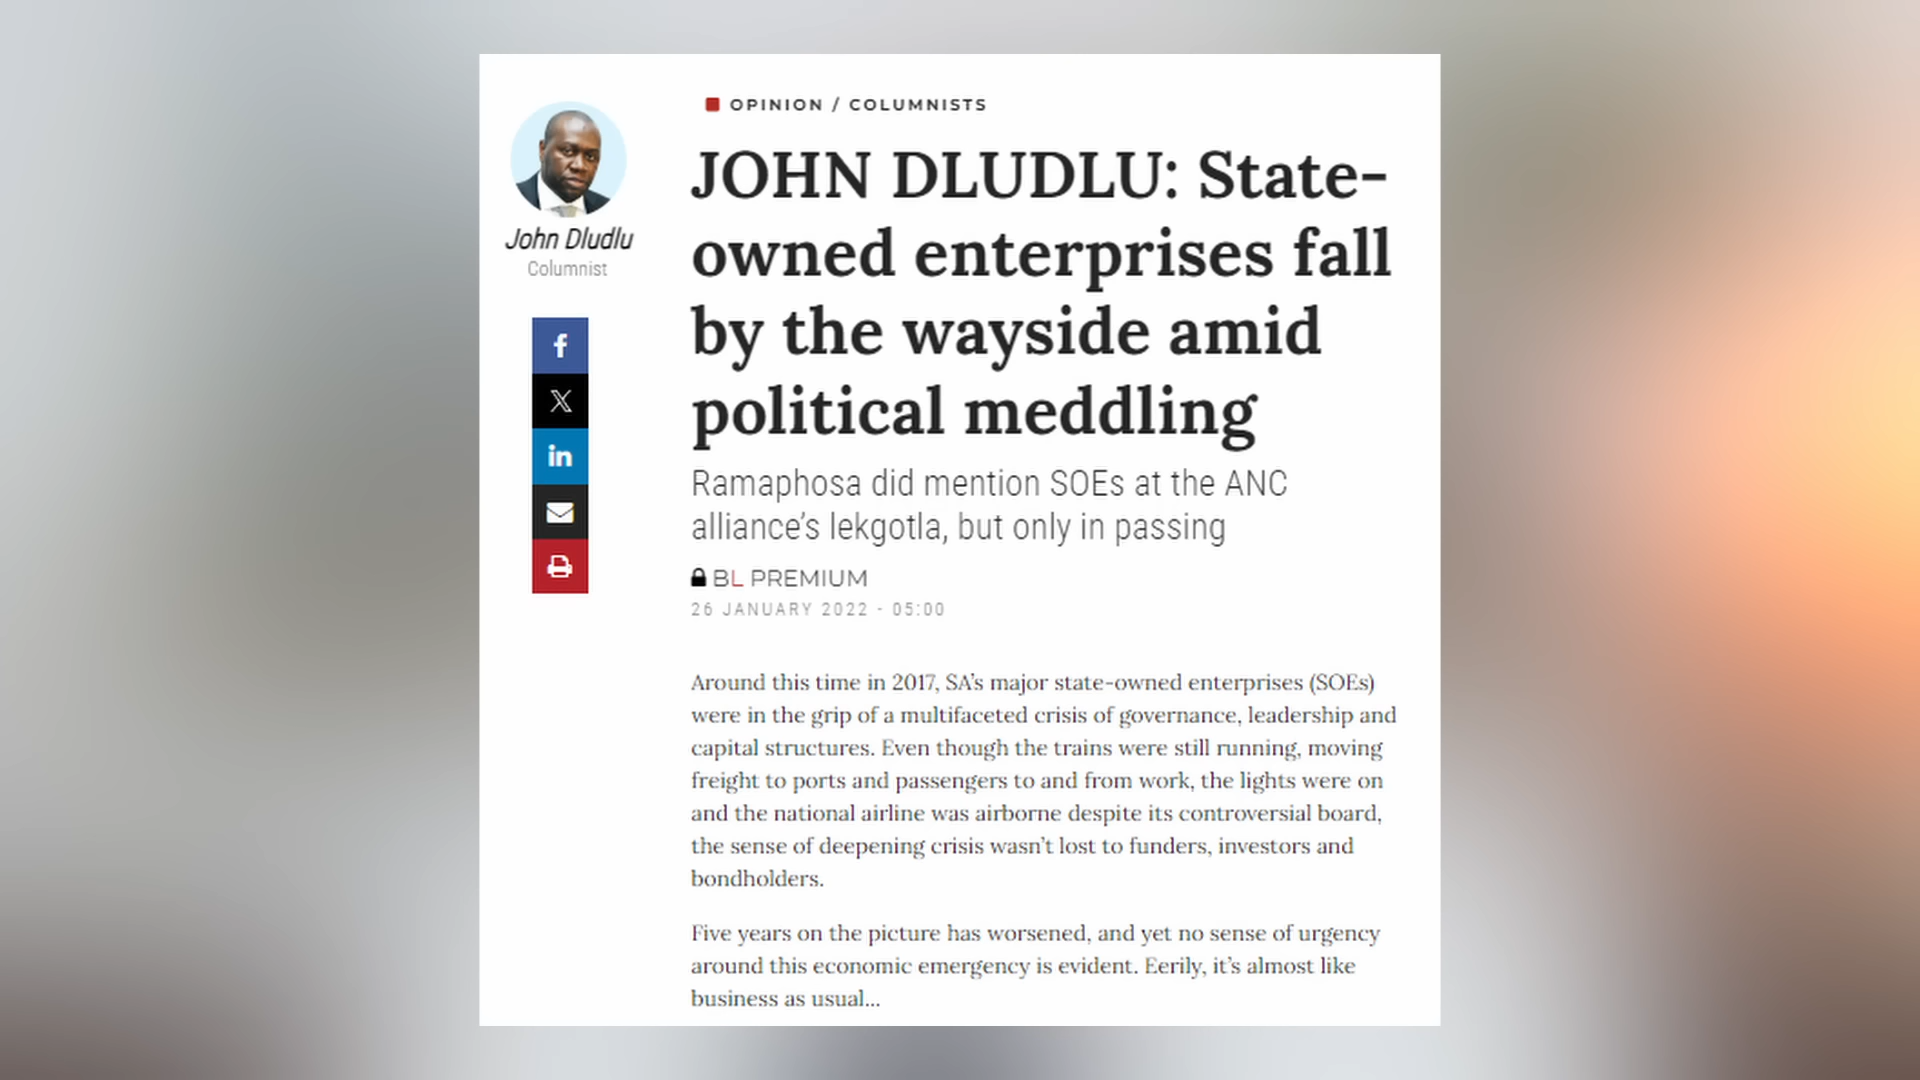 OPINION / COLUMNISTS
JOHN DLUDLU: State-
owned enterprises fall
by the wayside amid
political meddling
Ramaphosa did mention SOEs at the ANC
alliance's lekgotla, but only in passing
BL PREMIUM
26 JANUARY 2022 - 05:00
John Dludlu
Columnist
f
X
in
Around this time in 2017, SA's major state-owned enterprises (SOEs)
were in the grip of a multifaceted crisis of governance, leadership and
capital structures. Even though the trains were still running, moving
freight to ports and passengers to and from work, the lights were on
and the national airline was airborne despite its controversial board,
the sense of deepening crisis wasn't lost to funders, investors and
bondholders.
Five years on the picture has worsened, and yet no sense of urgency
around this economic emergency is evident. Eerily, it's almost like
business as usual...